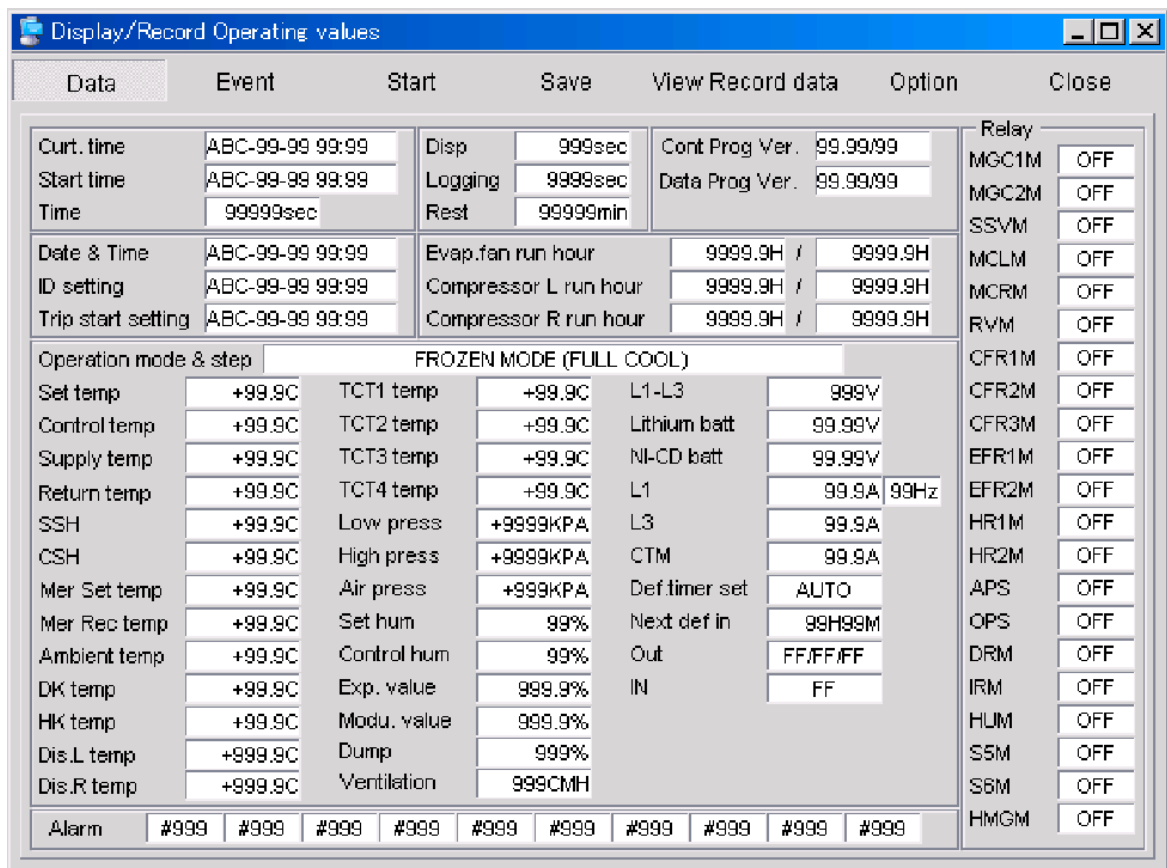 Display/Record Operating values
Data Event Start Save View Record data Option Close
Curt. time ABC-99-99 99:99
Start time ABC-99-99 99:99
Time 99999sec
Disp 999sec
Logging 9999sec
Rest 99999min
Cont Prog Ver. 99.99/99
Data Prog Ver. 99.99/99
Date & Time ABC-99-99 99:99
ID setting ABC-99-99 99:99
Trip start setting ABC-99-99 99:99
Evap.fan run hour 9999.9H / 9999.9H
Compressor L run hour 9999.9H / 9999.9H
Compressor R run hour 9999.9H / 9999.9H
Operation mode & step FROZEN MODE (FULL COOL)
Set temp +99.9C
Control temp +99.9C
Supply temp +99.9C
Return temp +99.9C
SSH +99.9C
CSH +99.9C
Mer Set temp +99.9C
Mer Rec temp +99.9C
Ambient temp +99.9C
DK temp +99.9C
HK temp +99.9C
Dis.L temp +999.9C
Dis.R temp +999.9C
TCT1 temp +99.9C
TCT2 temp +99.9C
TCT3 temp +99.9C
TCT4 temp +99.9C
Low press +9999KPA
High press +9999KPA
Air press +999KPA
Set hum 99%
Control hum 99%
Exp. value 999.9%
Modu. value 999.9%
Dump 999%
Ventilation 999CMH
L1-L3 999V
Lithium batt 99.99V
NI-CD batt 99.99V
L1 99.9A 99Hz
L3 99.9A
CTM 99.9A
Def.timer set AUTO
Next def in 99H99M
Out FF/FF/FF
IN FF
Alarm #999 #999 #999 #999 #999 #999 #999 #999 #999 #999
Relay
MGC1M OFF
MGC2M OFF
SSVM OFF
MCLM OFF
MCRM OFF
RVM OFF
CFR1M OFF
CFR2M OFF
CFR3M OFF
EFR1M OFF
EFR2M OFF
HR1M OFF
HR2M OFF
APS OFF
OPS OFF
DRM OFF
IRM OFF
HUM OFF
S5M OFF
S6M OFF
HMGM OFF